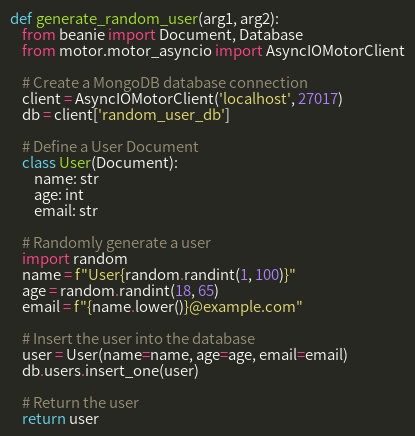 def generate_random_user(arg1, arg2):
from beanie import Document, Database
from motor.motor_asyncio import AsyncIOMotorClient
# Create a MongoDB database connection
client = AsyncIOMotorClient('localhost', 27017)
db = client['random_user_db']
# Define a User Document
class User(Document):
name: str
age: int
email: str
# Randomly generate a user
import random
name = f"User{random.randint(1, 100)}"
age = random.randint(18, 65)
email = f"{name.lower()}@example.com"
# Insert the user into the database
user = User(name=name, age=age, email=email)
db.users.insert_one(user)
# Return the user
return user